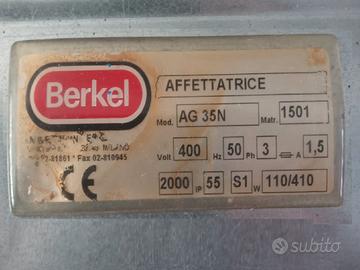 Berkel
AFFETTATRICE
Mod. AG 35N Matr. 1501
MILANO
Fax 02-810945
Volt 400 Hz 50 Ph 3 A 1,5
CE
2000 IP 55 S1 W 110/410
subito